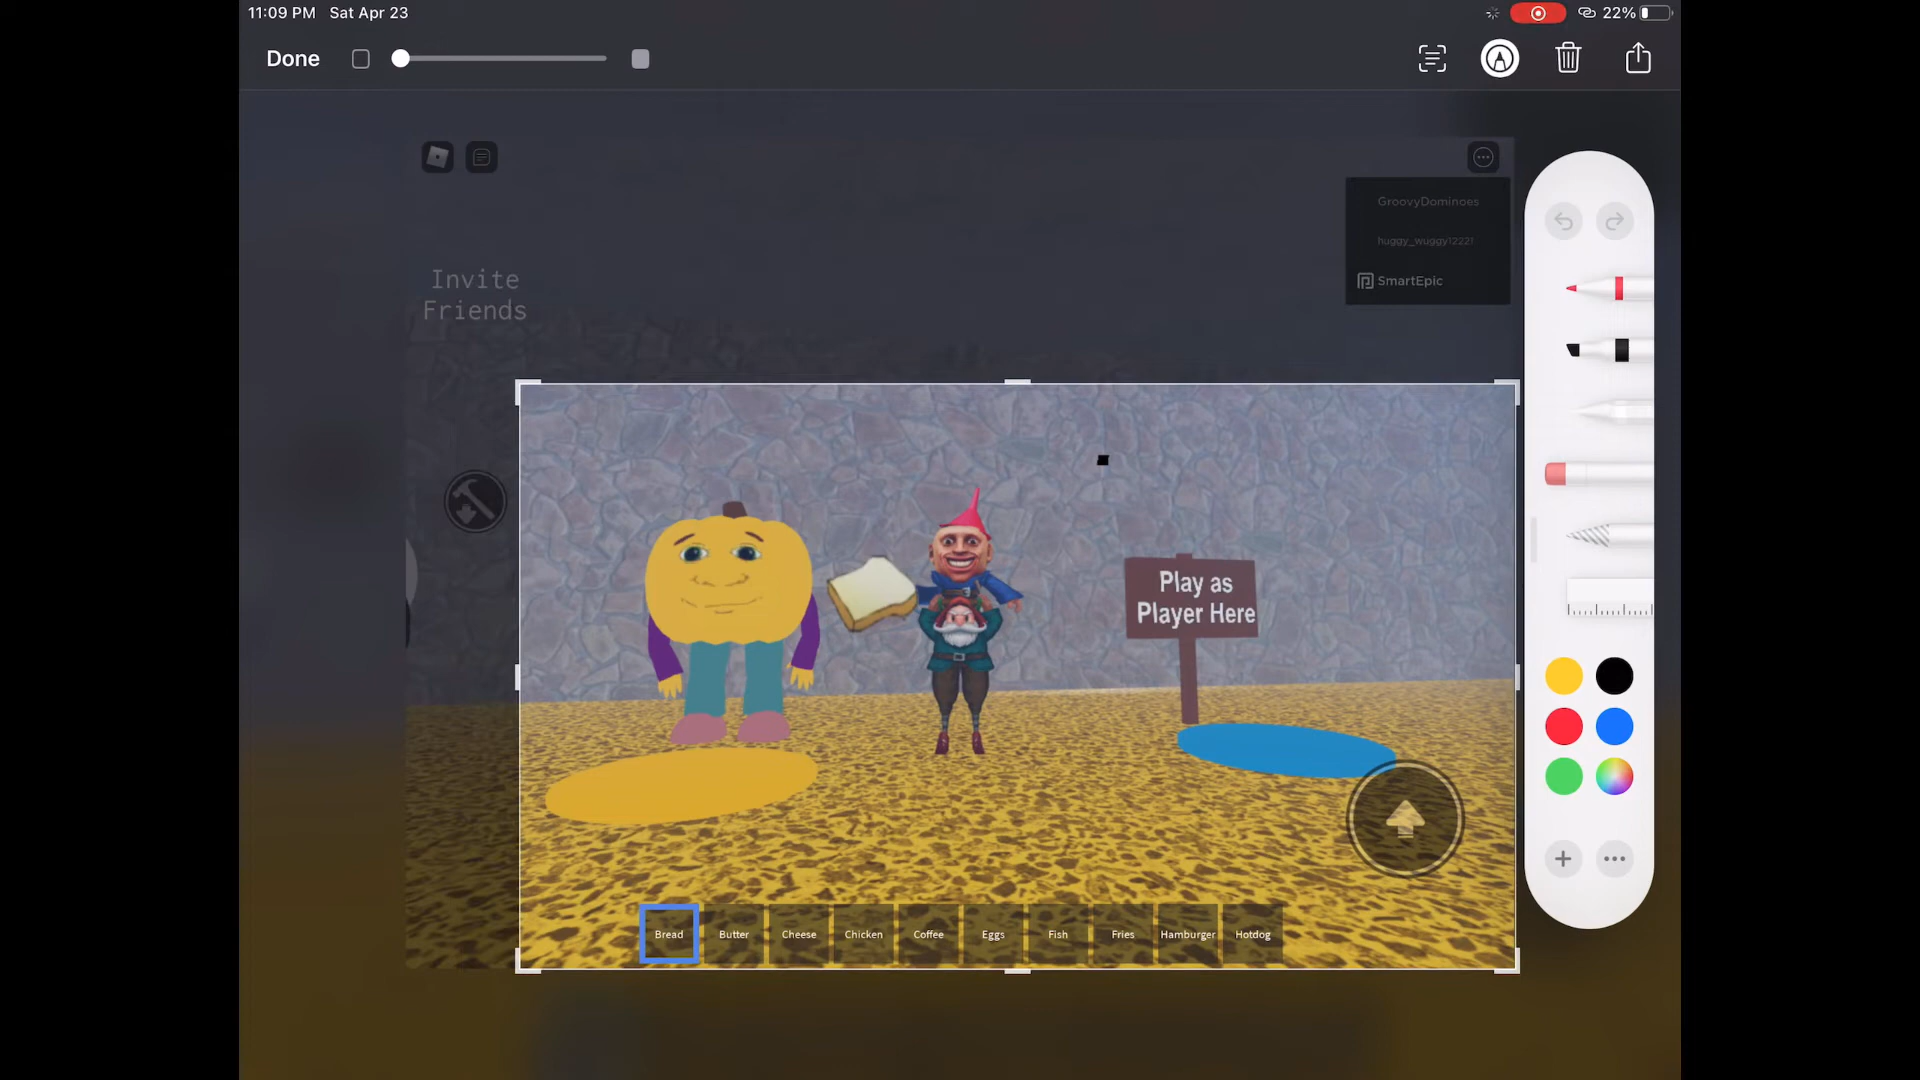 11:09 PM Sat Apr 23
22%
Done
GroovyDominoes
huggy_wuggy12221
SmartEpic
Invite
Friends
Play as
Player Here
Bread Butter Cheese Chicken Coffee Eggs Fish Fries Hamburger Hotdog